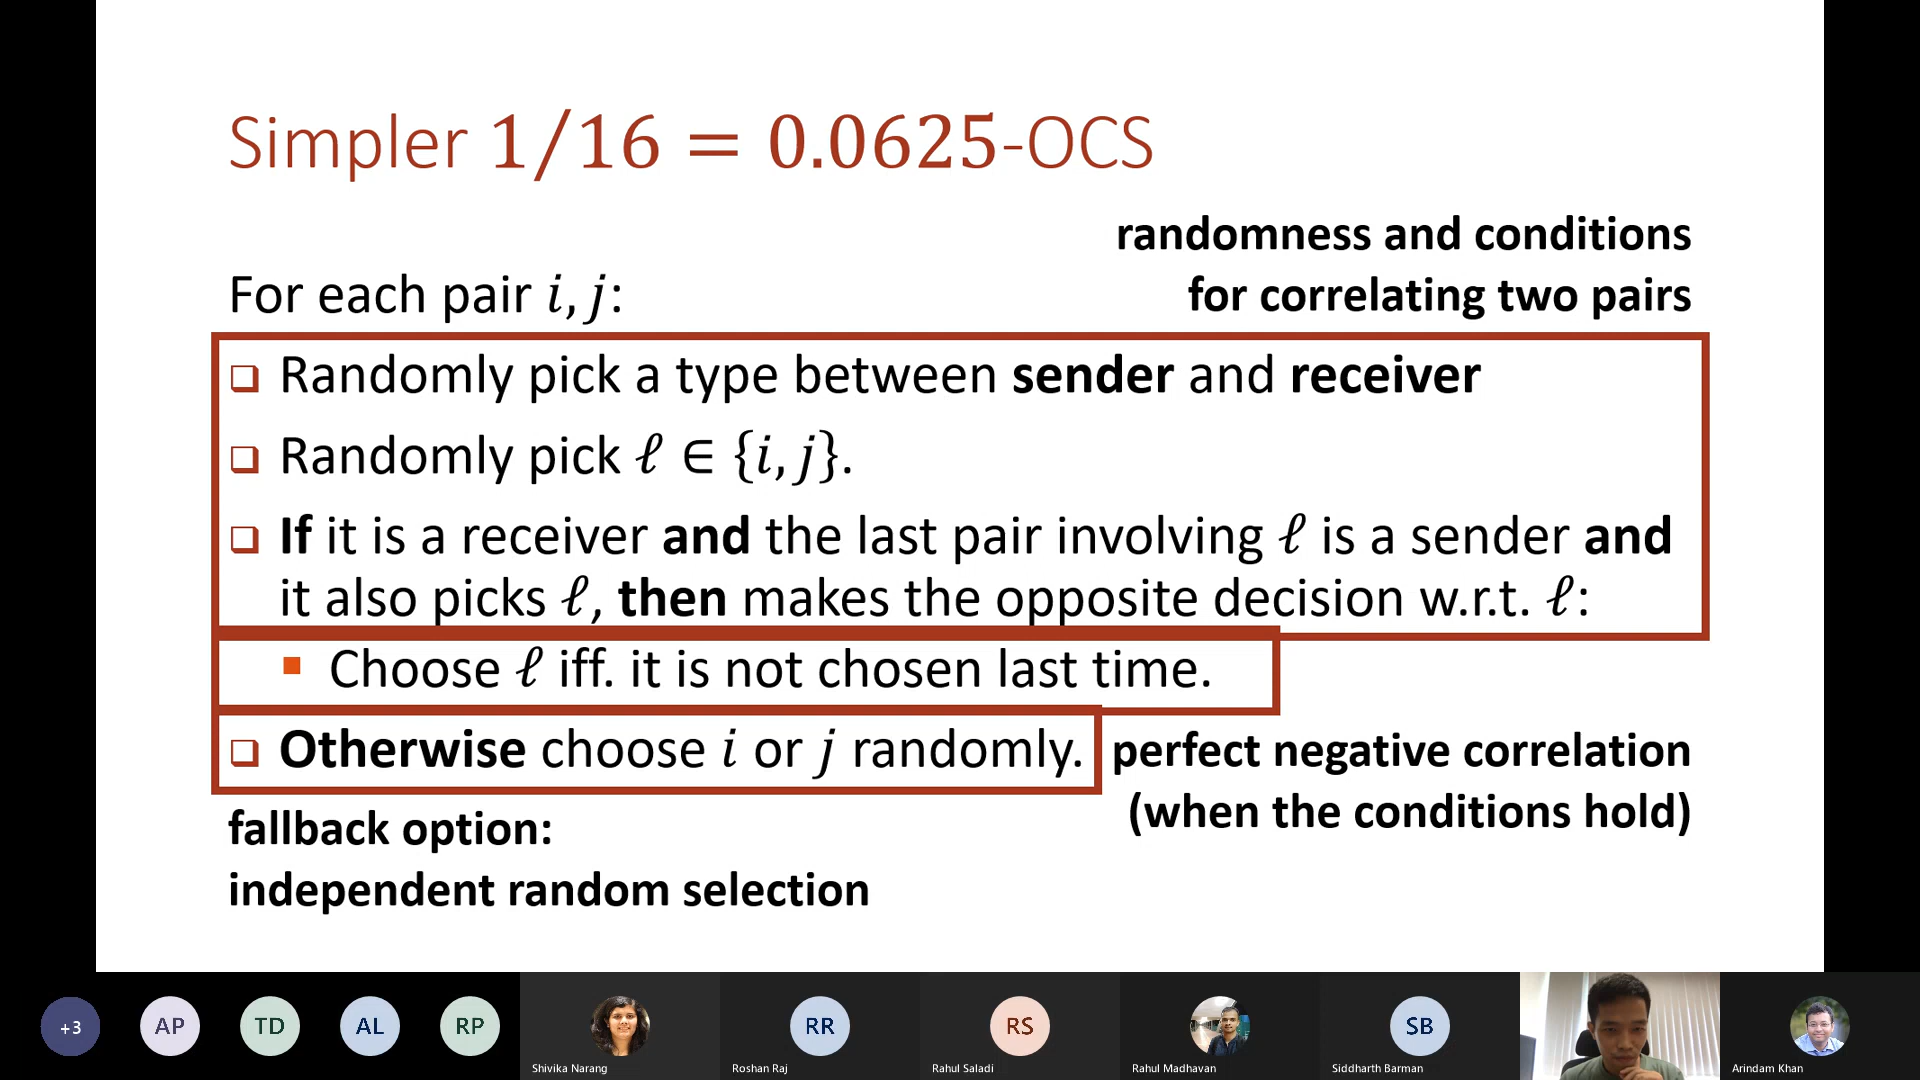 Simpler 1/16 = 0.0625-OCS
randomness and conditions
for correlating two pairs
For each pair i, j:
❑ Randomly pick a type between sender and receiver
❑ Randomly pick ℓ ∈ {i, j}.
❑ If it is a receiver and the last pair involving ℓ is a sender and
it also picks ℓ, then makes the opposite decision w.r.t. ℓ:
▪ Choose ℓ iff. it is not chosen last time.
❑ Otherwise choose i or j randomly.
perfect negative correlation
(when the conditions hold)
fallback option:
independent random selection
+3
AP
TD
AL
RP
Shivika Narang
RR
Roshan Raj
RS
Rahul Saladi
Rahul Madhavan
SB
Siddharth Barman
Arindam Khan